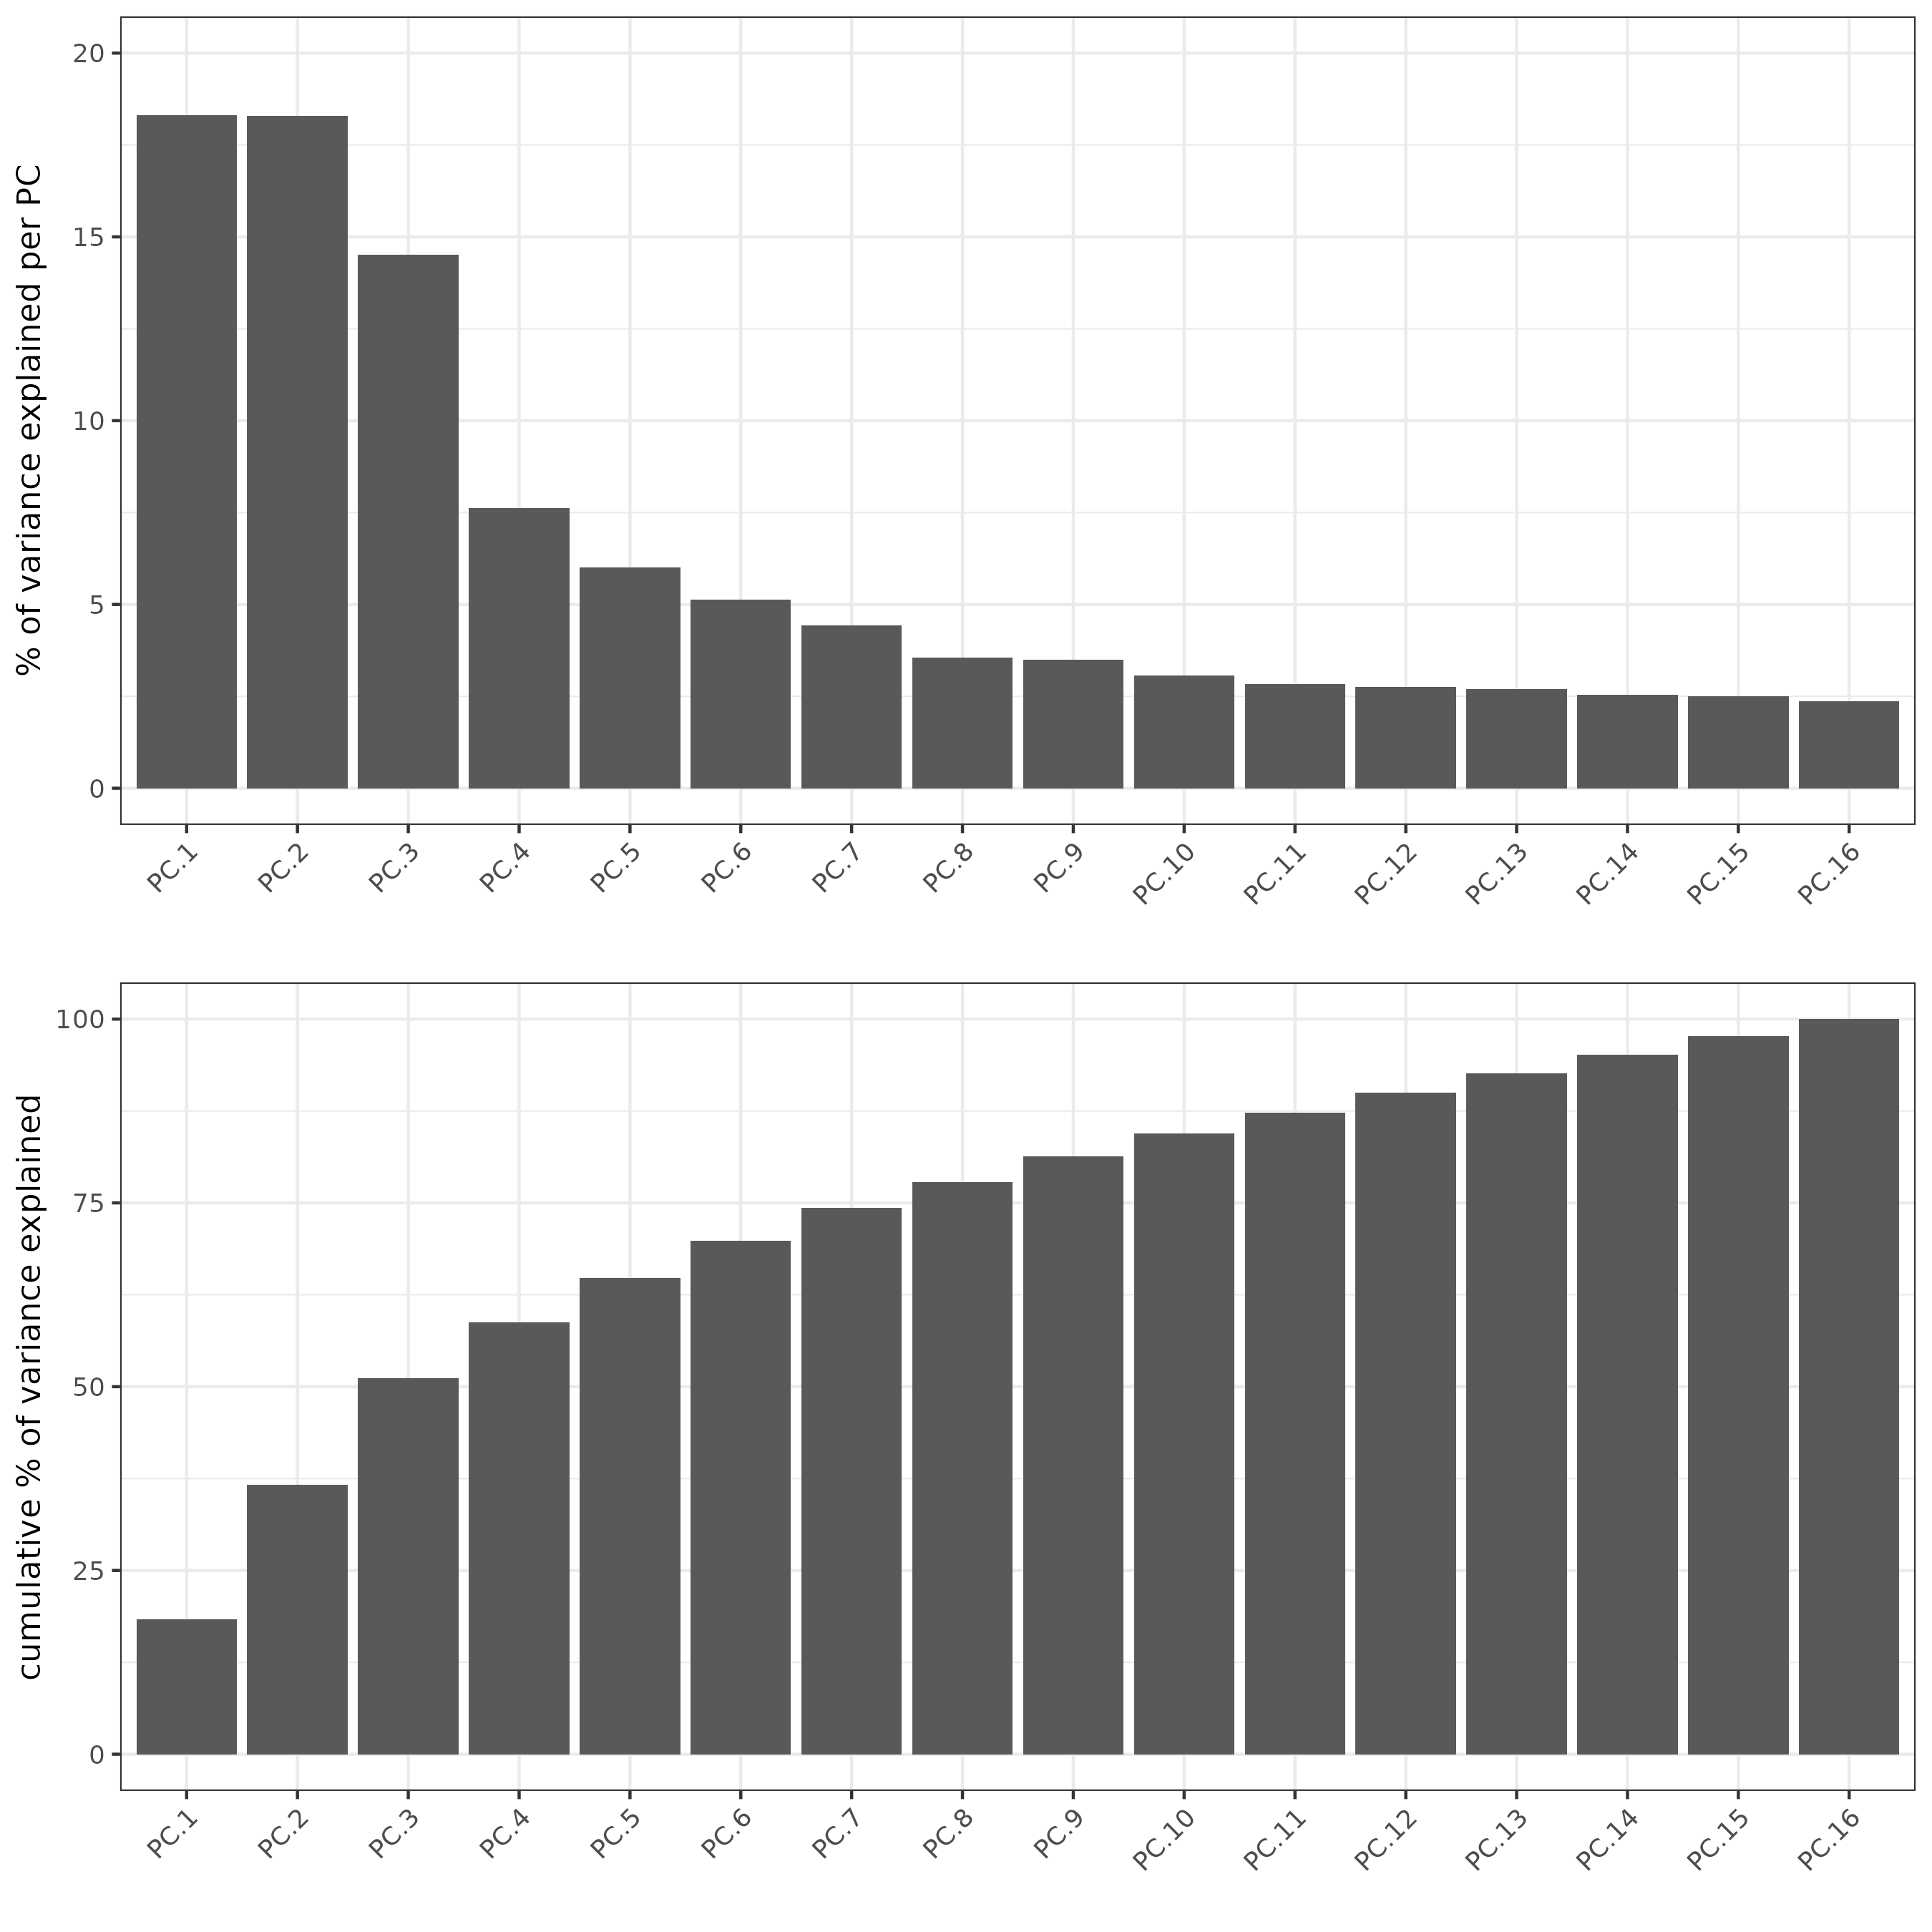 % of variance explained per PC
20
15
10
5
0
PC.1 PC.2 PC.3 PC.4 PC.5 PC.6 PC.7 PC.8 PC.9 PC.10 PC.11 PC.12 PC.13 PC.14 PC.15 PC.16
cumulative % of variance explained
100
75
50
25
0
PC.1 PC.2 PC.3 PC.4 PC.5 PC.6 PC.7 PC.8 PC.9 PC.10 PC.11 PC.12 PC.13 PC.14 PC.15 PC.16